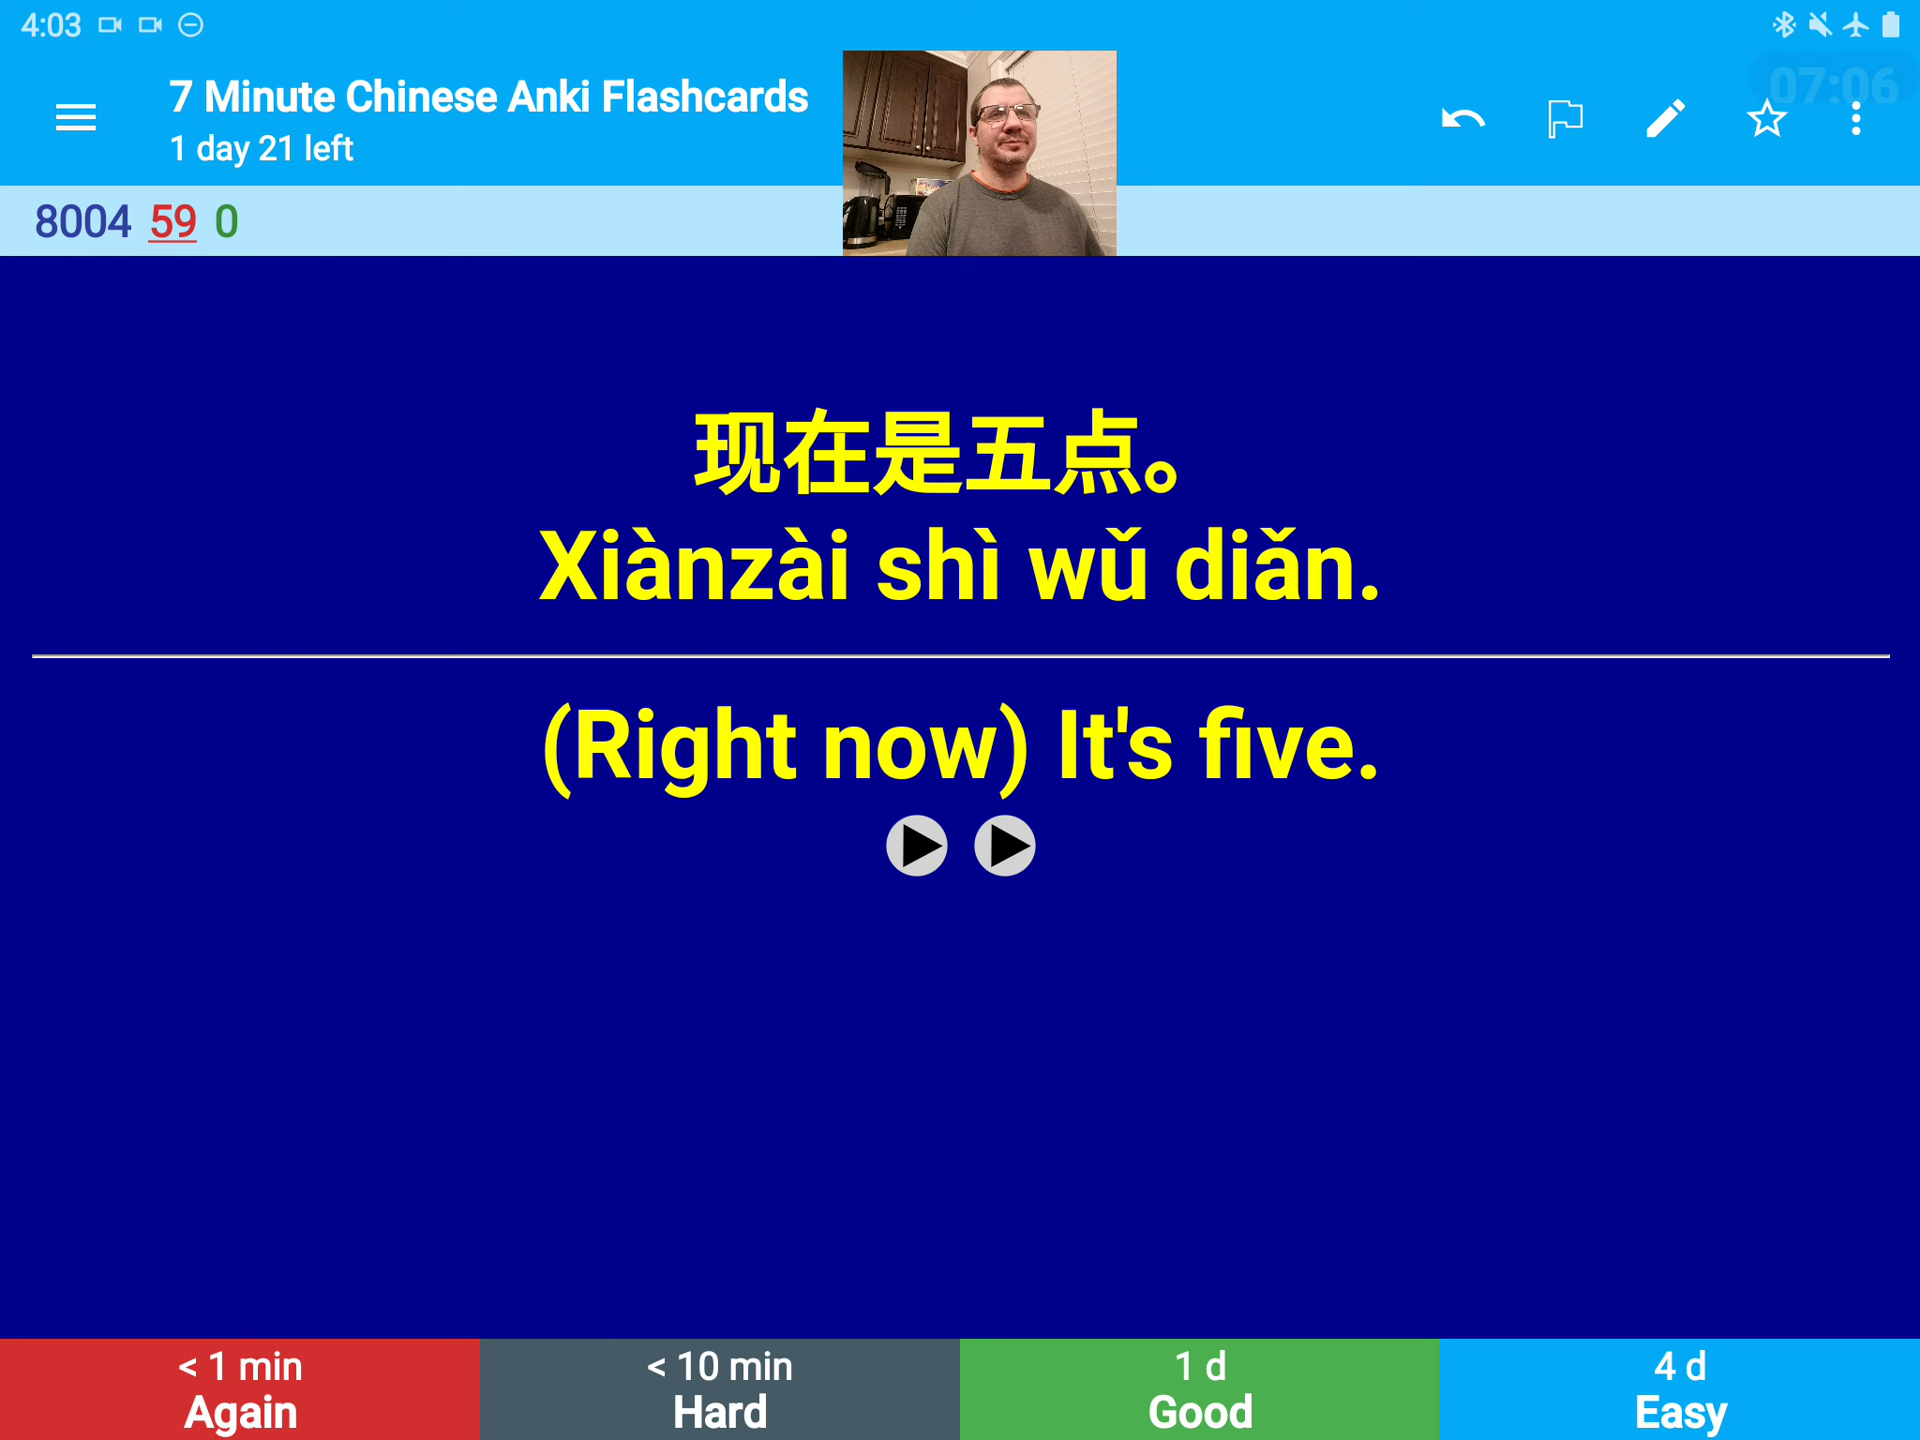 4:03
07:06
7 Minute Chinese Anki Flashcards
1 day 21 left
8004 59 0
现在是五点。
Xiànzài shì wǔ diǎn.
(Right now) It's five.
< 1 min
Again
< 10 min
Hard
1 d
Good
4 d
Easy